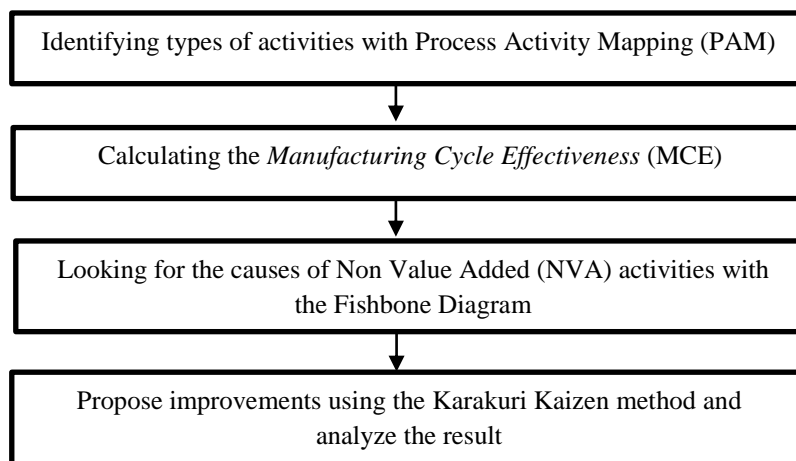 Identifying types of activities with Process Activity Mapping (PAM)
Calculating the Manufacturing Cycle Effectiveness (MCE)
Looking for the causes of Non Value Added (NVA) activities with
the Fishbone Diagram
Propose improvements using the Karakuri Kaizen method and
analyze the result